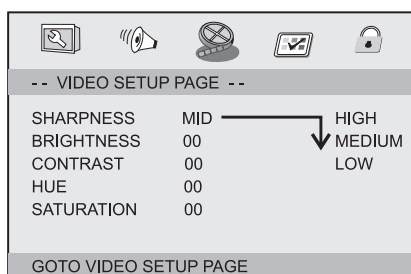 -- VIDEO SETUP PAGE --
SHARPNESS MID HIGH
BRIGHTNESS 00 MEDIUM
CONTRAST 00 LOW
HUE 00
SATURATION 00
GOTO VIDEO SETUP PAGE